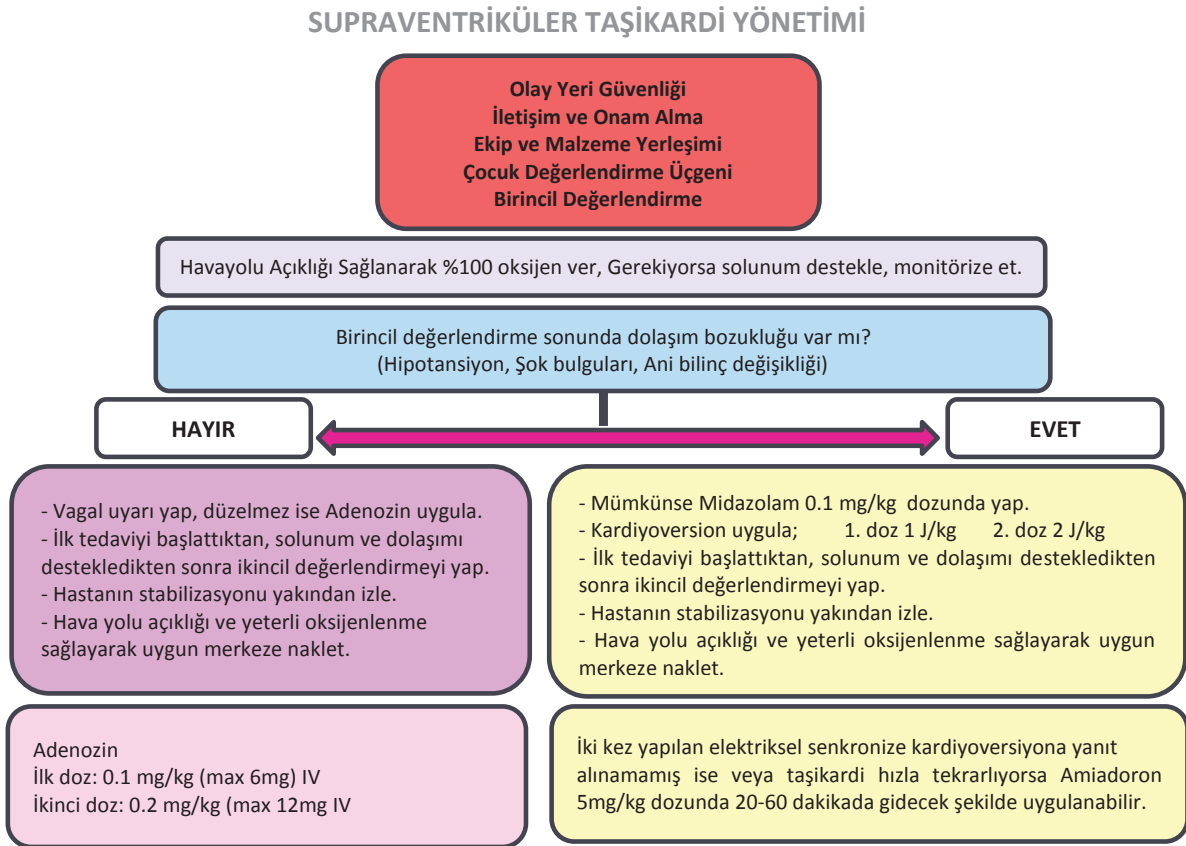 SUPRAVENTRİKÜLER TAŞİKARDİ YÖNETİMİ
Olay Yeri Güvenliği
İletişim ve Onam Alma
Ekip ve Malzeme Yerleşimi
Çocuk Değerlendirme Üçgeni
Birincil Değerlendirme
Havayolu Açıklığı Sağlanarak %100 oksijen ver, Gerekiyorsa solunum destekle, monitörize et.
Birincil değerlendirme sonunda dolaşım bozukluğu var mı?
(Hipotansiyon, Şok bulguları, Ani bilinç değişikliği)
HAYIR
EVET
- Vagal uyarı yap, düzelmez ise Adenozin uygula.
- İlk tedaviyi başlattıktan, solunum ve dolaşımı
destekledikten sonra ikincil değerlendirmeyi yap.
- Hastanın stabilizasyonu yakından izle.
- Hava yolu açıklığı ve yeterli oksijenlenme
sağlayarak uygun merkeze naklet.
- Mümkünse Midazolam 0.1 mg/kg dozunda yap.
- Kardiyoversion uygula; 1. doz 1 J/kg 2. doz 2 J/kg
- İlk tedaviyi başlattıktan, solunum ve dolaşımı destekledikten
sonra ikincil değerlendirmeyi yap.
- Hastanın stabilizasyonu yakından izle.
- Hava yolu açıklığı ve yeterli oksijenlenme sağlayarak uygun
merkeze naklet.
Adenozin
İlk doz: 0.1 mg/kg (max 6mg) IV
İkinci doz: 0.2 mg/kg (max 12mg IV
İki kez yapılan elektriksel senkronize kardiyoversiyona yanıt
alınamamış ise veya taşikardi hızla tekrarlıyorsa Amiadoron
5mg/kg dozunda 20-60 dakikada gidecek şekilde uygulanabilir.